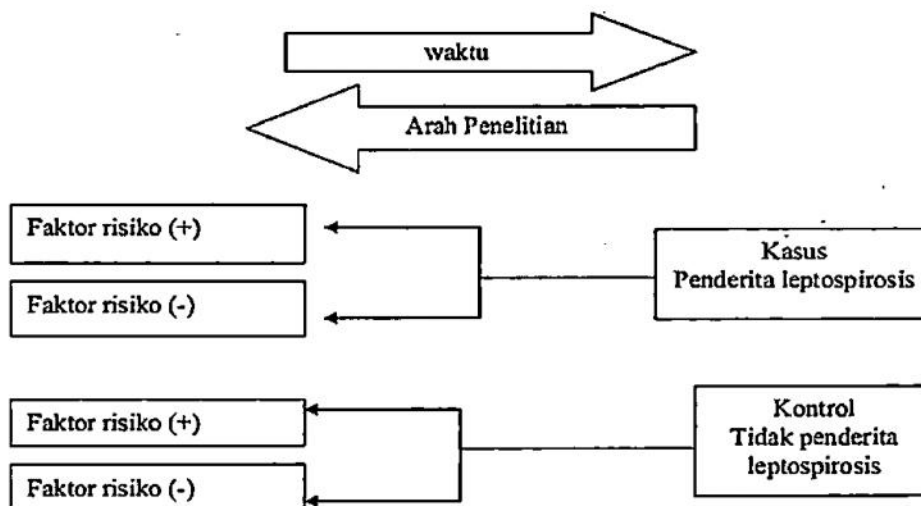 waktu
Arah Penelitian
Faktor risiko (+)
Kasus
Penderita leptospirosis
Faktor risiko (-)
Faktor risiko (+)
Kontrol
Tidak penderita
leptospirosis
Faktor risiko (-)